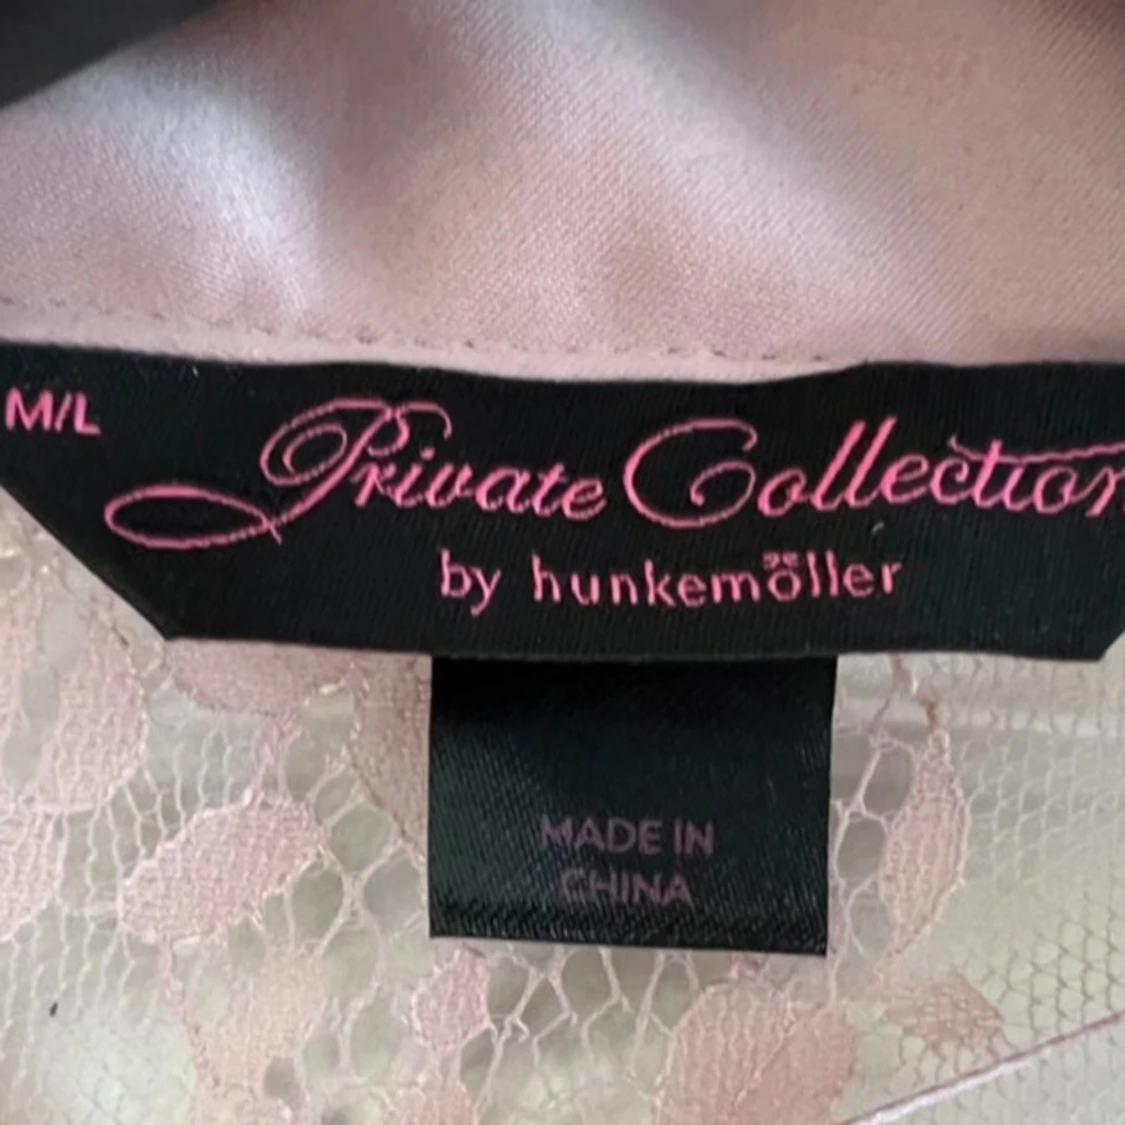 M/L
Private Collection
by hunkemöller
MADE IN
CHINA